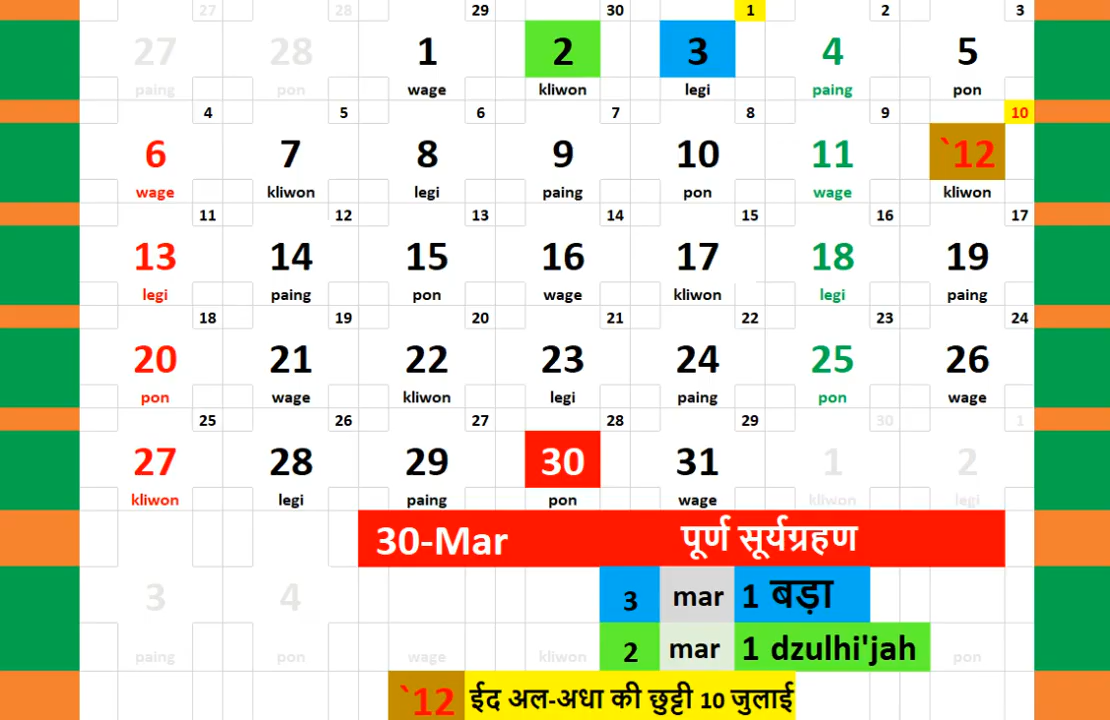 27 28 29 30 1 2 3
27 28 1 2 3 4 5
paing pon wage kliwon legi paing pon
4 5 6 7 8 9 10
6 7 8 9 10 11 `12
wage kliwon legi paing pon wage kliwon
11 12 13 14 15 16 17
13 14 15 16 17 18 19
legi paing pon wage kliwon legi paing
18 19 20 21 22 23 24
20 21 22 23 24 25 26
pon wage kliwon legi paing pon wage
25 26 27 28 29 30 1
27 28 29 30 31 1 2
kliwon legi paing pon wage kliwon legi
30-Mar पूर्ण सूर्यग्रहण
3 4 3 mar 1 बड़ा
paing pon wage kliwon 2 mar 1 dzulhi'jah pon
`12 ईद अल-अधा की छुट्टी 10 जुलाई